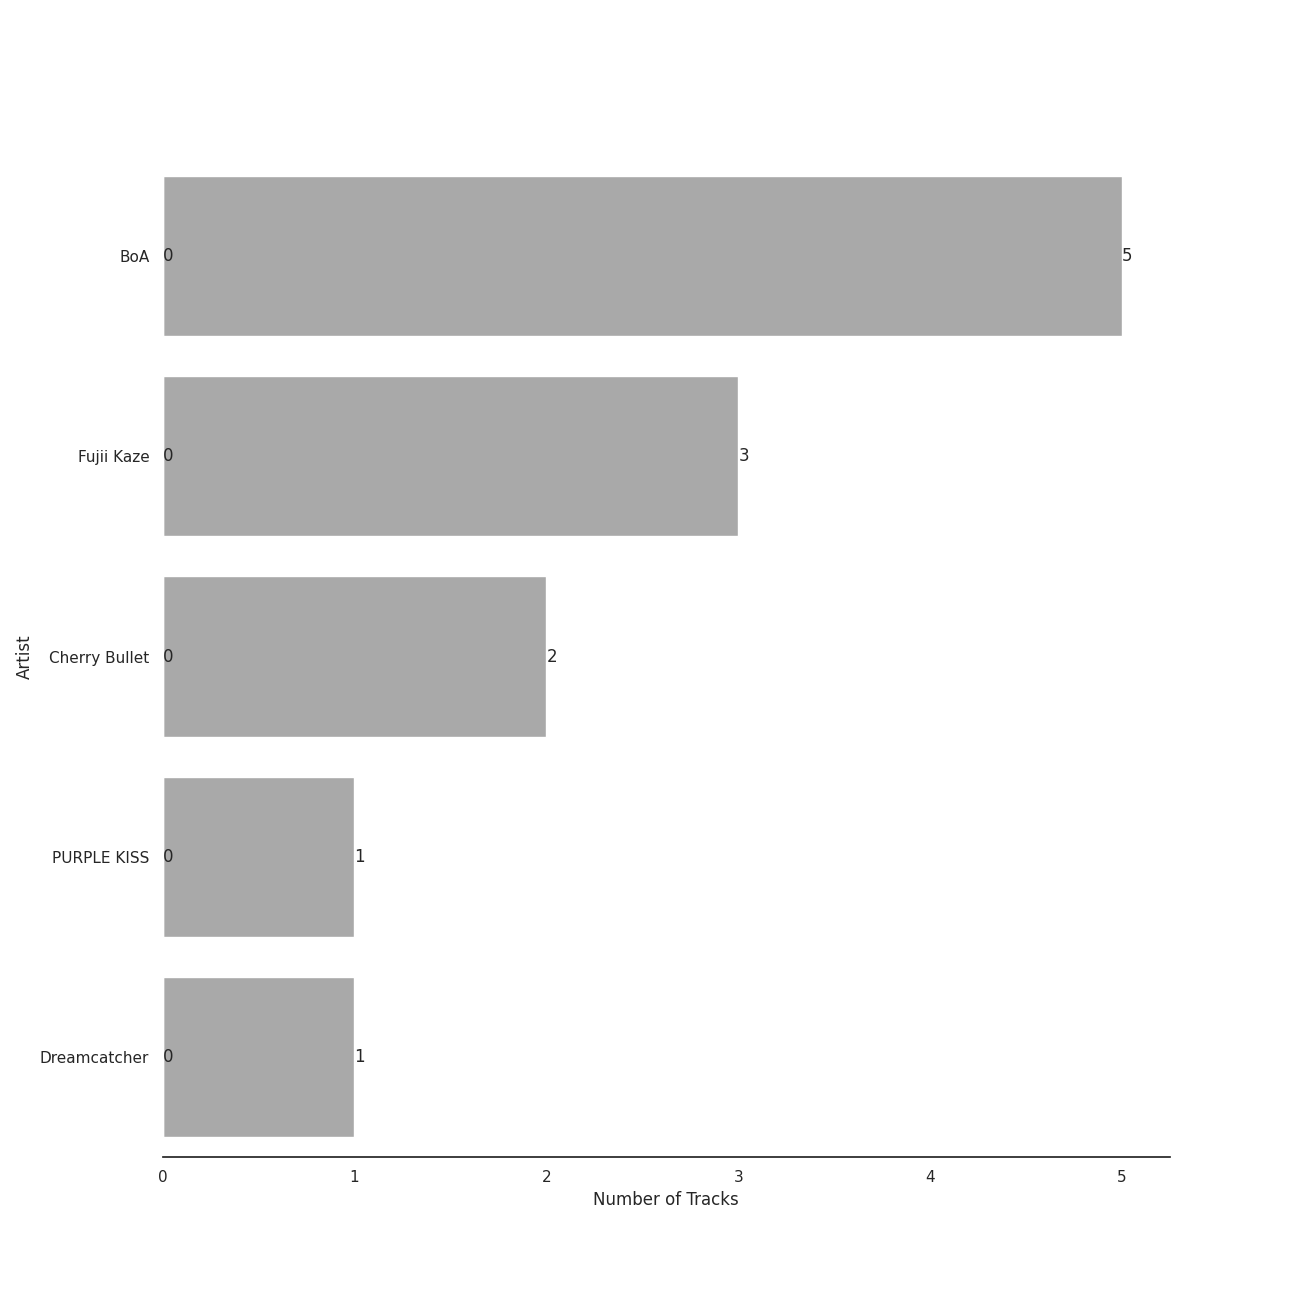 BoA 0 5
Fujii Kaze 0 3
Artist
Cherry Bullet 0 2
PURPLE KISS 0 1
Dreamcatcher 0 1
0 1 2 3 4 5
Number of Tracks